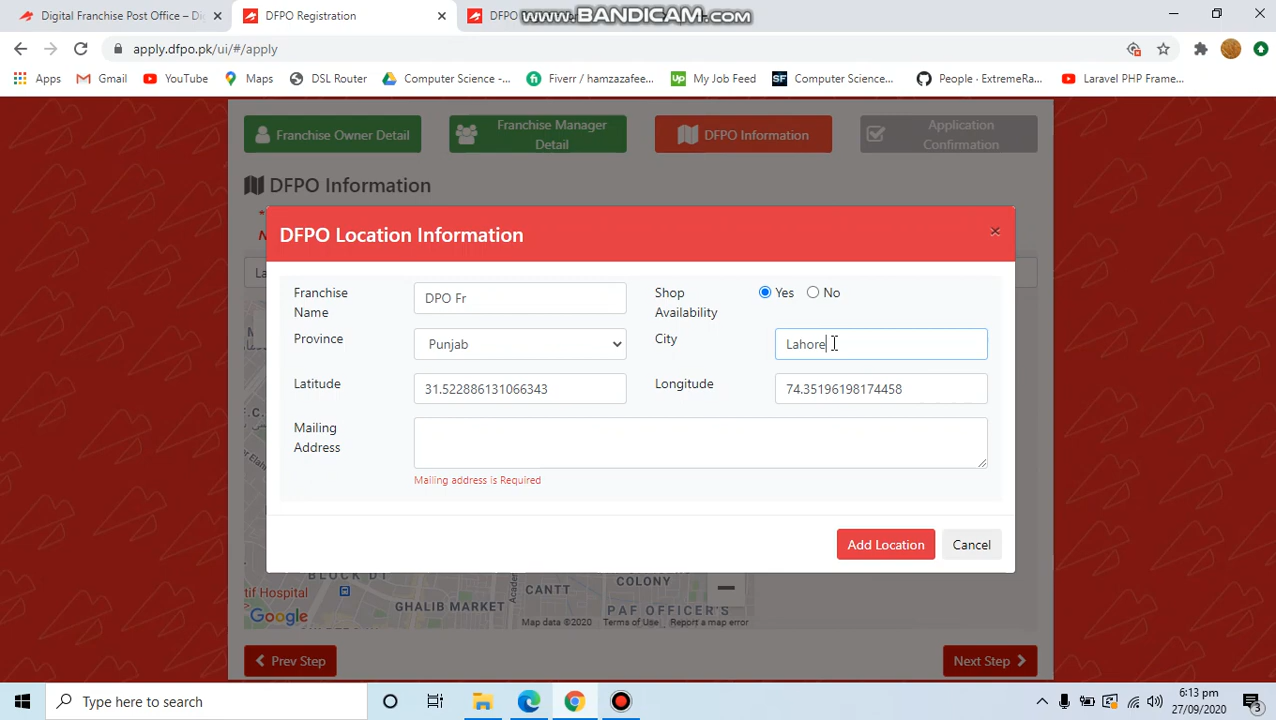 Digital Franchise Post Office – Dig
DFPO Registration
DFPO
WWW.BANDICAM.COM
apply.dfpo.pk/ui/#/apply
Apps
Gmail
YouTube
Maps
DSL Router
Computer Science -...
Fiverr / hamzazafee...
My Job Feed
Computer Science...
People · ExtremeRa...
Laravel PHP Frame...
Franchise Owner Detail
Franchise Manager
Detail
DFPO Information
Application
Confirmation
DFPO Information
DFPO Location Information
×
Franchise
Name
DPO Fr
Shop
Availability
Yes
No
Province
Punjab
City
Lahore
Latitude
31.522886131066343
Longitude
74.35196198174458
Mailing
Address
Mailing address is Required
Add Location
Cancel
BLOCK D1
tif Hospital
GHALIB MARKET
CANTT
COLONY
PAF OFFICER'S
Google
Map data ©2020
Terms of Use
Report a map error
Prev Step
Next Step
Type here to search
6:13 pm
27/09/2020
3